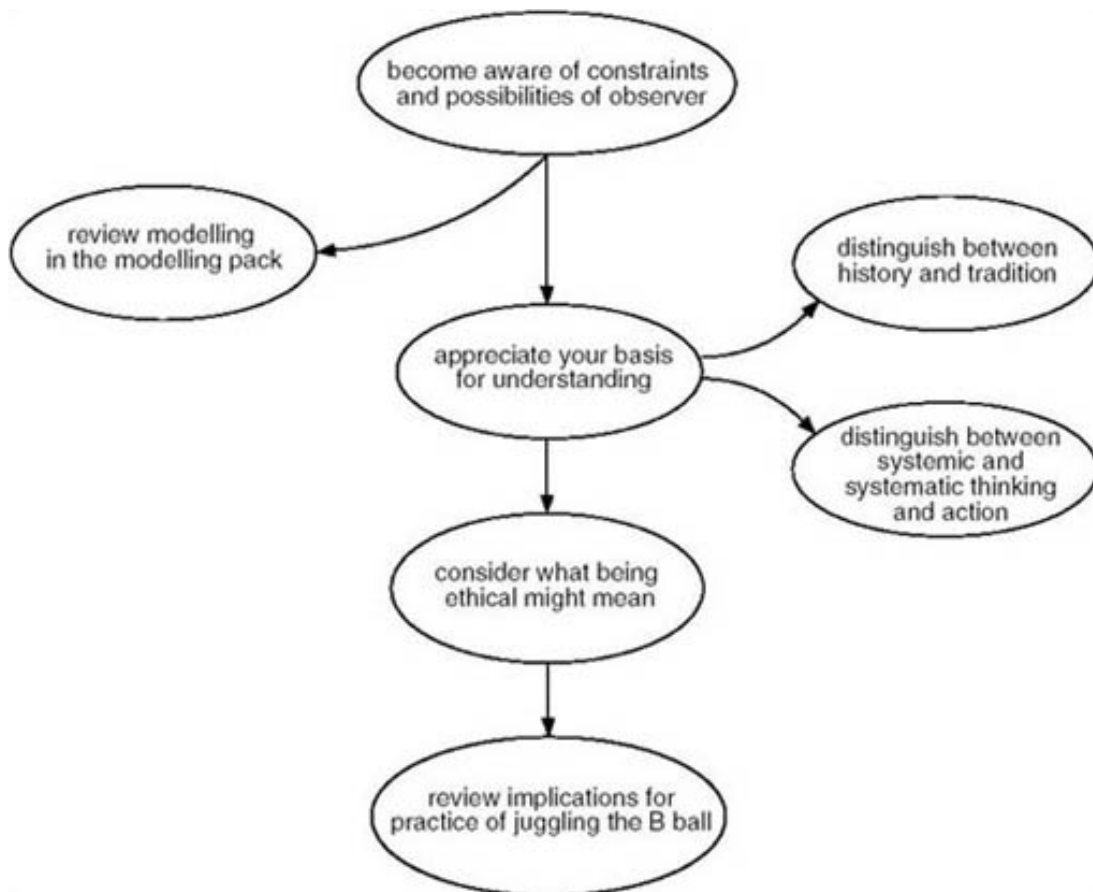 become aware of constraints
and possibilities of observer
review modelling
in the modelling pack
distinguish between
history and tradition
appreciate your basis
for understanding
distinguish between
systemic and
systematic thinking
and action
consider what being
ethical might mean
review implications for
practice of juggling the B ball